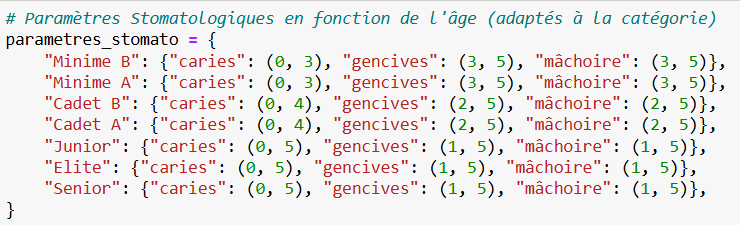 # Paramètres Stomatologiques en fonction de l'âge (adaptés à la catégorie)
parametres_stomato = {
    "Minime B": {"caries": (0, 3), "gencives": (3, 5), "mâchoire": (3, 5)},
    "Minime A": {"caries": (0, 3), "gencives": (3, 5), "mâchoire": (3, 5)},
    "Cadet B": {"caries": (0, 4), "gencives": (2, 5), "mâchoire": (2, 5)},
    "Cadet A": {"caries": (0, 4), "gencives": (2, 5), "mâchoire": (2, 5)},
    "Junior": {"caries": (0, 5), "gencives": (1, 5), "mâchoire": (1, 5)},
    "Elite": {"caries": (0, 5), "gencives": (1, 5), "mâchoire": (1, 5)},
    "Senior": {"caries": (0, 5), "gencives": (1, 5), "mâchoire": (1, 5)},
}